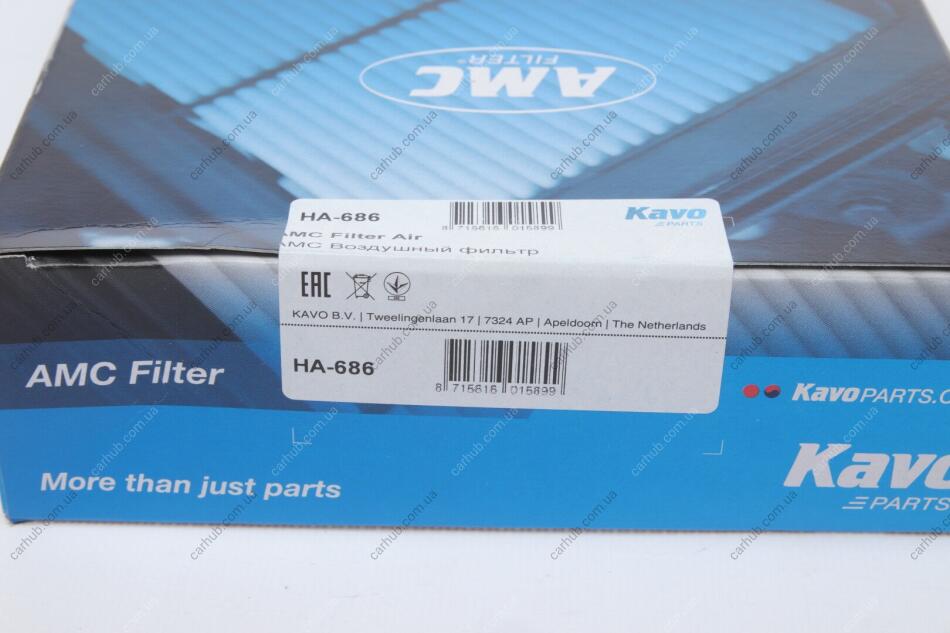 AMC
FILTER®
HA-686
8 715616 015899
Kavo
PARTS
AMC Filter Air
AMC Воздушный фильтр
EAC
KAVO B.V. | Tweelingenlaan 17 | 7324 AP | Apeldoorn | The Netherlands
HA-686
8 715616 015899
AMC Filter
KavoPARTS.C
More than just parts
Kavo
PARTS
carhub.com.ua